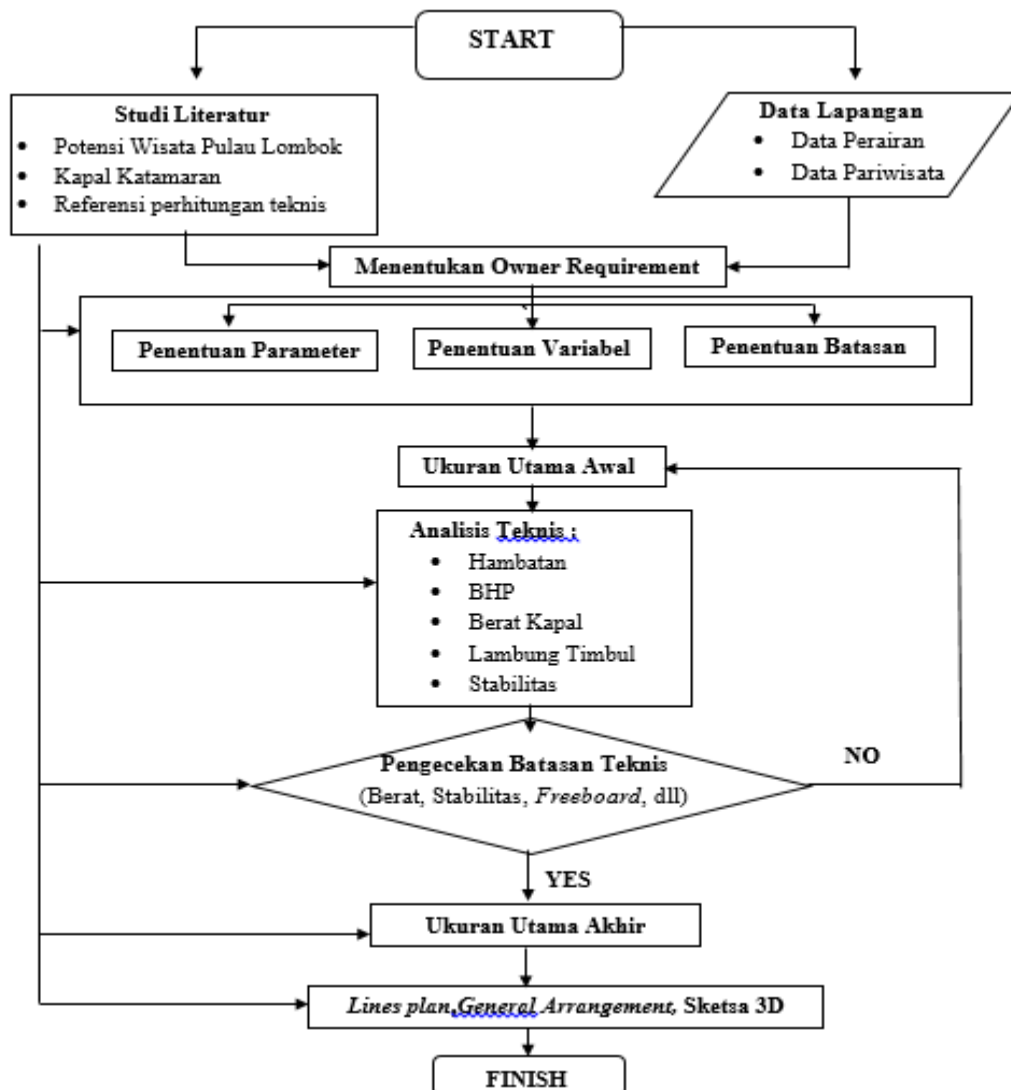 START
Studi Literatur
• Potensi Wisata Pulau Lombok
• Kapal Katamaran
• Referensi perhitungan teknis
Data Lapangan
• Data Perairan
• Data Pariwisata
Menentukan Owner Requirement
Penentuan Parameter
Penentuan Variabel
Penentuan Batasan
Ukuran Utama Awal
Analisis Teknis :
• Hambatan
• BHP
• Berat Kapal
• Lambung Timbul
• Stabilitas
Pengecekan Batasan Teknis
(Berat, Stabilitas, Freeboard, dll)
NO
YES
Ukuran Utama Akhir
Lines plan,General Arrangement, Sketsa 3D
FINISH